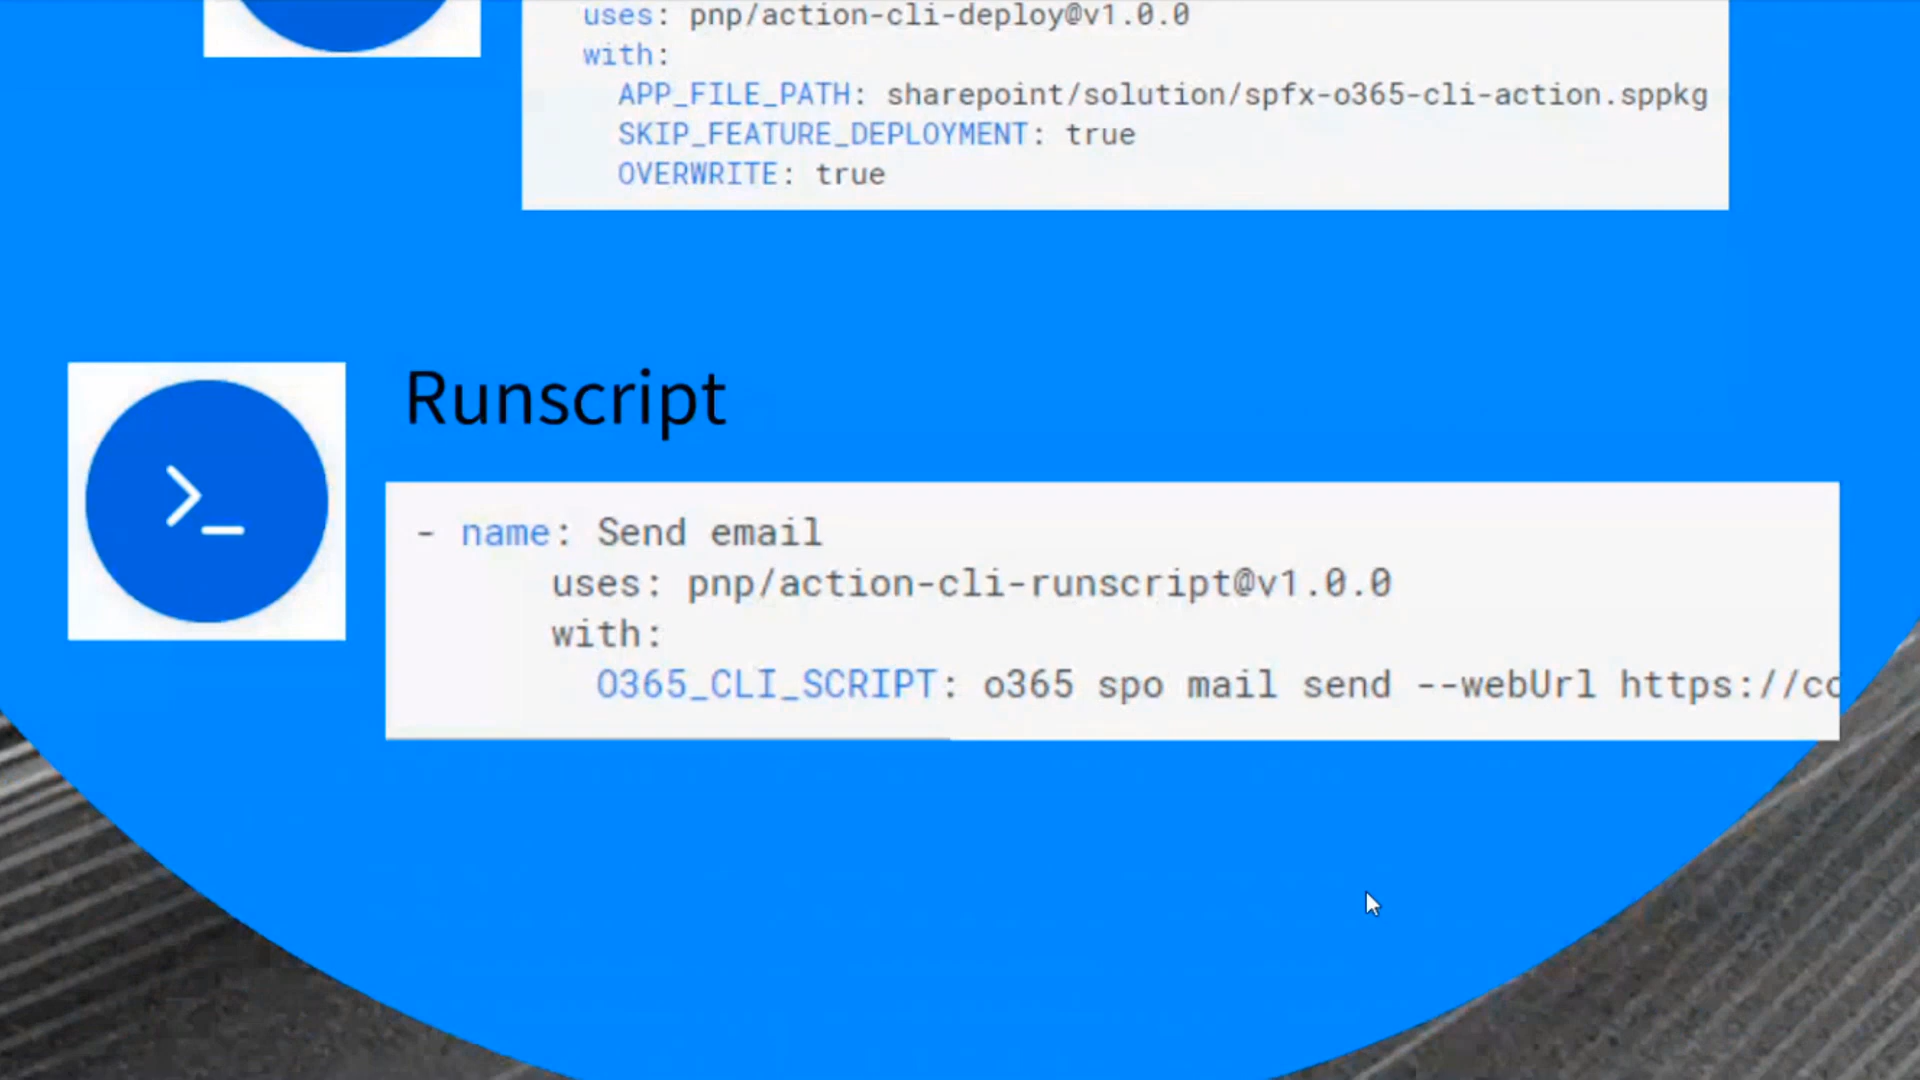 uses: pnp/action-cli-deploy@v1.0.0
with:
APP_FILE_PATH: sharepoint/solution/spfx-o365-cli-action.sppkg
SKIP_FEATURE_DEPLOYMENT: true
OVERWRITE: true
Runscript
- name: Send email
uses: pnp/action-cli-runscript@v1.0.0
with:
O365_CLI_SCRIPT: o365 spo mail send --webUrl https://co